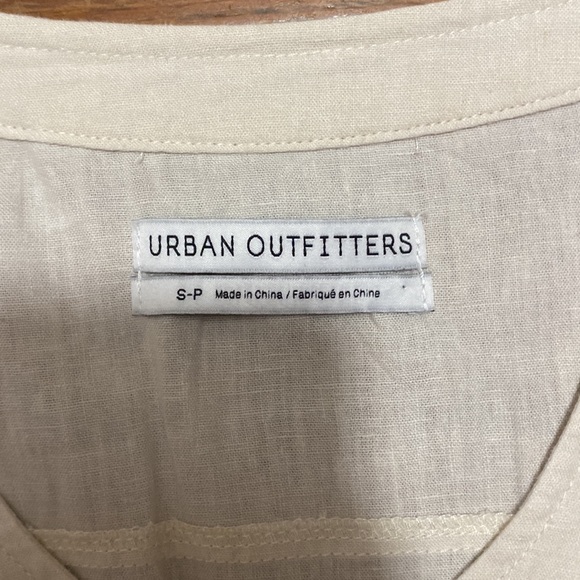 URBAN OUTFITTERS
S-P Made in China / Fabriqué en Chine